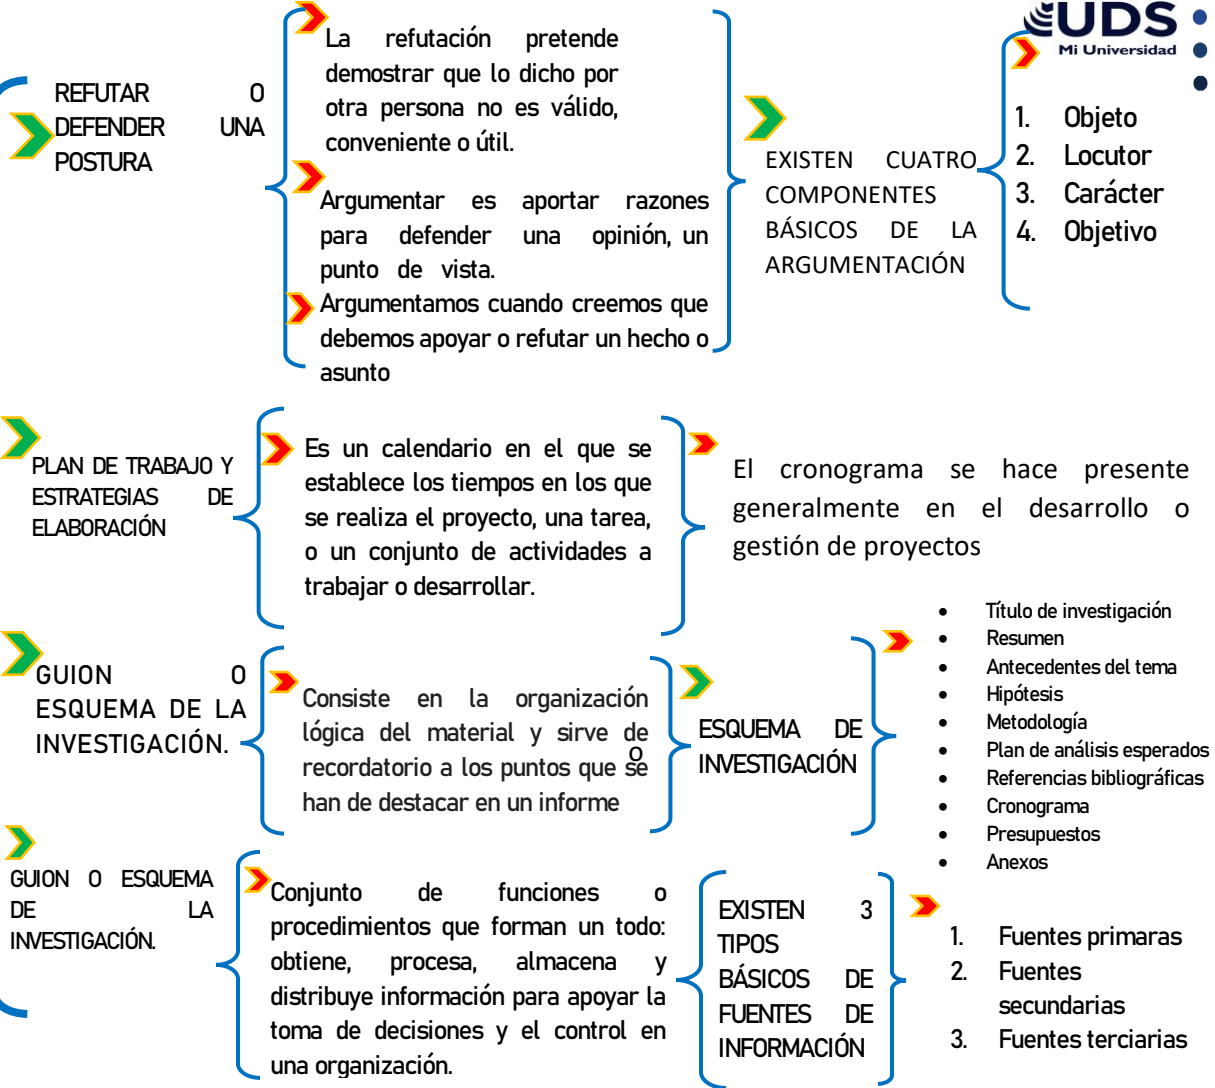 UDS
Mi Universidad
REFUTAR O
DEFENDER UNA
POSTURA
La refutación pretende
demostrar que lo dicho por
otra persona no es válido,
conveniente o útil.
Argumentar es aportar razones
para defender una opinión, un
punto de vista.
Argumentamos cuando creemos que
debemos apoyar o refutar un hecho o
asunto
EXISTEN CUATRO
COMPONENTES
BÁSICOS DE LA
ARGUMENTACIÓN
1. Objeto
2. Locutor
3. Carácter
4. Objetivo
PLAN DE TRABAJO Y
ESTRATEGIAS DE
ELABORACIÓN
Es un calendario en el que se
establece los tiempos en los que
se realiza el proyecto, una tarea,
o un conjunto de actividades a
trabajar o desarrollar.
El cronograma se hace presente
generalmente en el desarrollo o
gestión de proyectos
GUION O
ESQUEMA DE LA
INVESTIGACIÓN.
Consiste en la organización
lógica del material y sirve de
recordatorio a los puntos que se
han de destacar en un informe
o
ESQUEMA DE
INVESTIGACIÓN
• Título de investigación
• Resumen
• Antecedentes del tema
• Hipótesis
• Metodología
• Plan de análisis esperados
• Referencias bibliográficas
• Cronograma
• Presupuestos
• Anexos
GUION O ESQUEMA
DE LA
INVESTIGACIÓN.
Conjunto de funciones o
procedimientos que forman un todo:
obtiene, procesa, almacena y
distribuye información para apoyar la
toma de decisiones y el control en
una organización.
EXISTEN 3
TIPOS
BÁSICOS DE
FUENTES DE
INFORMACIÓN
1. Fuentes primaras
2. Fuentes
secundarias
3. Fuentes terciarias